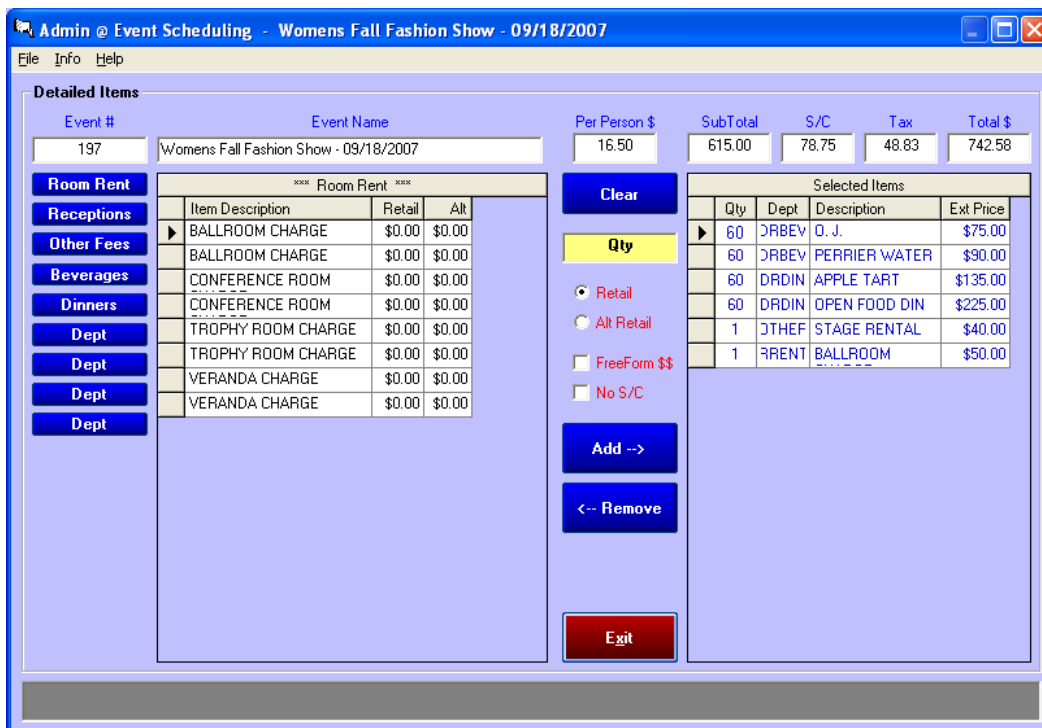 Admin @ Event Scheduling - Womens Fall Fashion Show - 09/18/2007
File Info Help
Detailed Items
Event # Event Name Per Person $ SubTotal S/C Tax Total $
197 Womens Fall Fashion Show - 09/18/2007 16.50 615.00 78.75 48.83 742.58
Room Rent
Receptions
Other Fees
Beverages
Dinners
Dept
Dept
Dept
Dept
*** Room Rent ***
Item Description Retail Alt
BALLROOM CHARGE $0.00 $0.00
BALLROOM CHARGE $0.00 $0.00
CONFERENCE ROOM $0.00 $0.00
CONFERENCE ROOM $0.00 $0.00
TROPHY ROOM CHARGE $0.00 $0.00
TROPHY ROOM CHARGE $0.00 $0.00
VERANDA CHARGE $0.00 $0.00
VERANDA CHARGE $0.00 $0.00
Clear
Qty
Retail
Alt Retail
FreeForm $$
No S/C
Add -->
<-- Remove
Exit
Selected Items
Qty Dept Description Ext Price
60 ORBEV O. J. $75.00
60 ORBEV PERRIER WATER $90.00
60 DRDIN APPLE TART $135.00
60 DRDIN OPEN FOOD DIN $225.00
1 STAGE RENTAL $40.00
1 RRENT BALLROOM $50.00